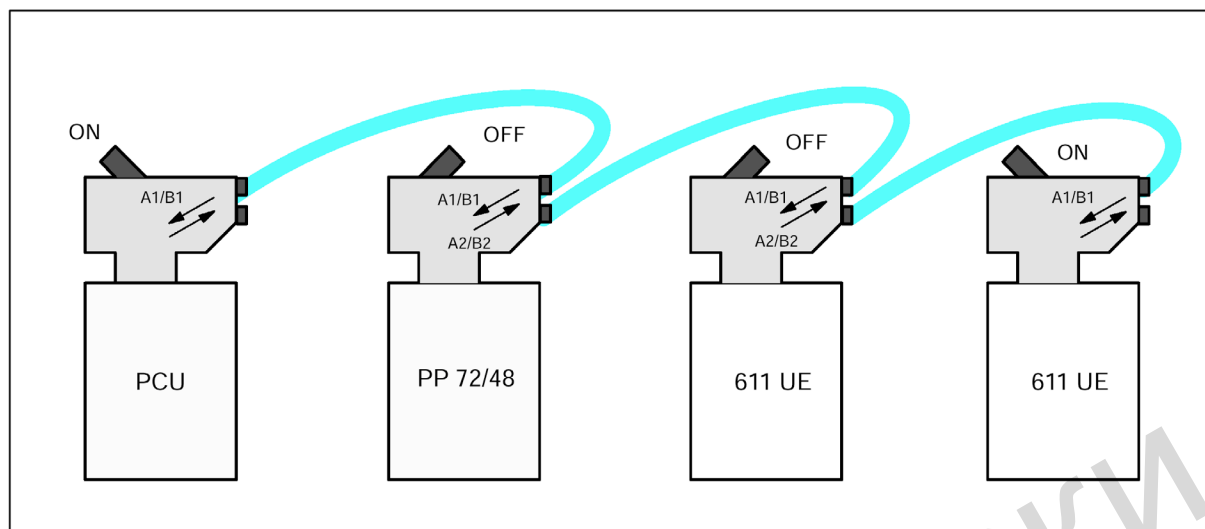 ON
OFF
OFF
ON
A1/B1
A1/B1
A2/B2
A1/B1
A2/B2
A1/B1
PCU
PP 72/48
611 UE
611 UE
ки